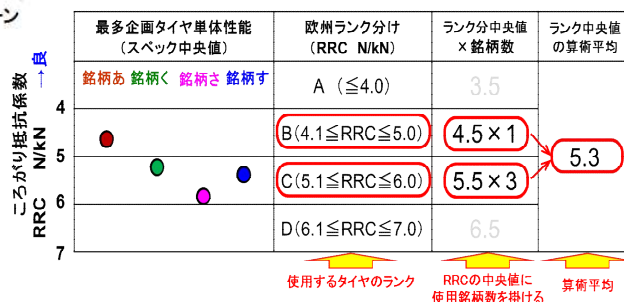 ーン
最多企画タイヤ単体性能
(スペック中央値)
欧州ランク分け
(RRC N/kN)
ランク分中央値
×銘柄数
ランク中央値
の算術平均
ころがり抵抗係数
RRC N/kN
→良
銘柄あ 銘柄く 銘柄さ 銘柄す
A (≦4.0)
3.5
4
B(4.1≦RRC≦5.0)
4.5×1
5
5.3
C(5.1≦RRC≦6.0)
5.5×3
6
D(6.1≦RRC≦7.0)
6.5
7
使用するタイヤのランク
RRCの中央値に
使用銘柄数を掛ける
算術平均